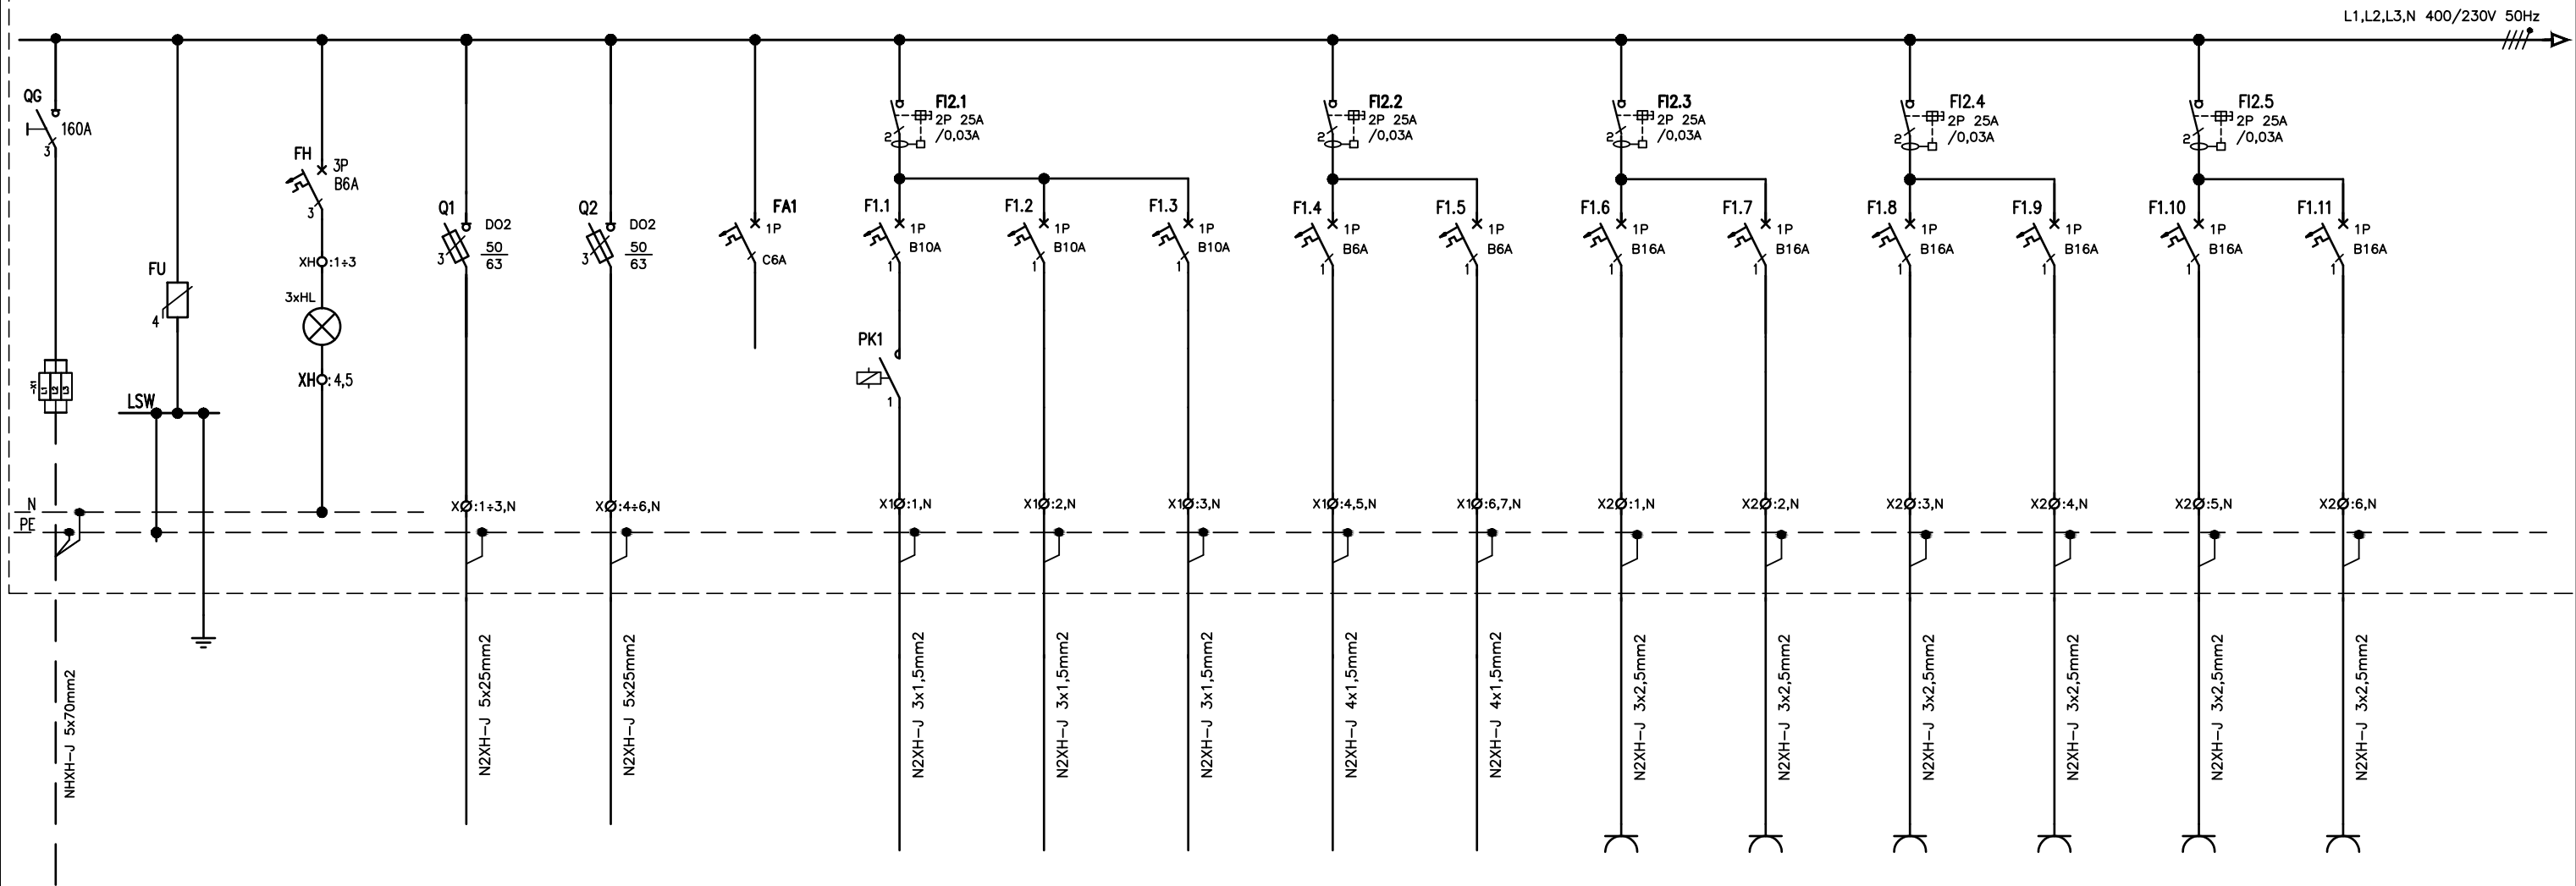 L1,L2,L3,N 400/230V 50Hz
QG
160A
3
FU
4
LSW
-X1
L1
L2
L3
N
PE
NHXH-J 5x70mm2
FH
3P
B6A
3
XH :1÷3
3xHL
XH :4,5
Q1
DO2
50
63
3
X :1÷3,N
N2XH-J 5x25mm2
Q2
DO2
50
63
3
X :4÷6,N
N2XH-J 5x25mm2
FA1
1P
C6A
FI2.1
2P 25A
/0,03A
2
F1.1
1P
B10A
1
PK1
1
X1 :1,N
N2XH-J 3x1,5mm2
F1.2
1P
B10A
1
X1 :2,N
N2XH-J 3x1,5mm2
F1.3
1P
B10A
1
X1 :3,N
N2XH-J 3x1,5mm2
FI2.2
2P 25A
/0,03A
2
F1.4
1P
B6A
1
X1 :4,5,N
N2XH-J 4x1,5mm2
F1.5
1P
B6A
1
X1 :6,7,N
N2XH-J 4x1,5mm2
FI2.3
2P 25A
/0,03A
2
F1.6
1P
B16A
1
X2 :1,N
N2XH-J 3x2,5mm2
F1.7
1P
B16A
1
X2 :2,N
N2XH-J 3x2,5mm2
FI2.4
2P 25A
/0,03A
2
F1.8
1P
B16A
1
X2 :3,N
N2XH-J 3x2,5mm2
F1.9
1P
B16A
1
X2 :4,N
N2XH-J 3x2,5mm2
FI2.5
2P 25A
/0,03A
2
F1.10
1P
B16A
1
X2 :5,N
N2XH-J 3x2,5mm2
F1.11
1P
B16A
1
X2 :6,N
N2XH-J 3x2,5mm2